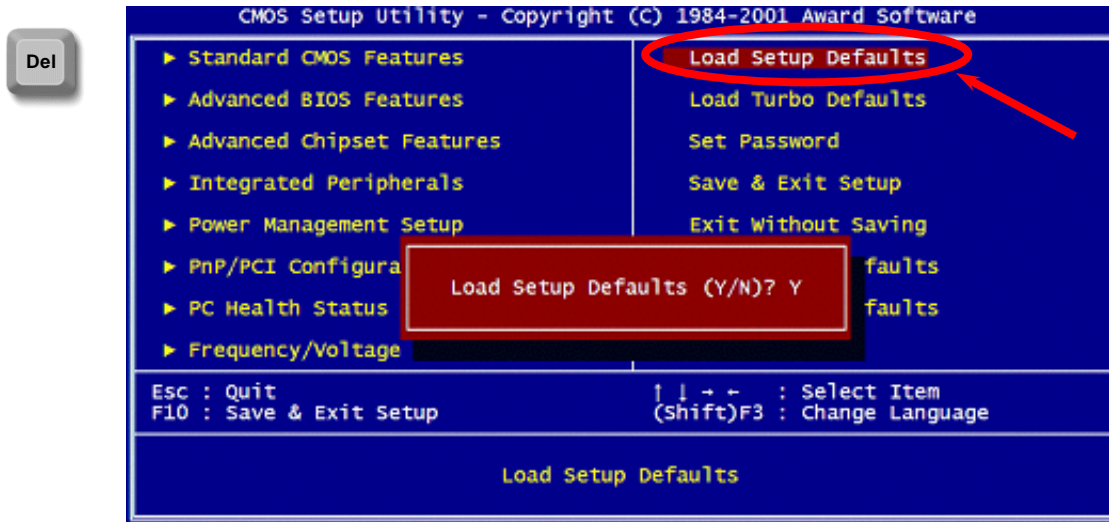 Del
CMOS Setup Utility - Copyright (C) 1984-2001 Award Software
▶ Standard CMOS Features
▶ Advanced BIOS Features
▶ Advanced Chipset Features
▶ Integrated Peripherals
▶ Power Management Setup
▶ PnP/PCI Configura
▶ PC Health Status
▶ Frequency/Voltage
Load Setup Defaults
Load Turbo Defaults
Set Password
Save & Exit Setup
Exit Without Saving
faults
faults
Load Setup Defaults (Y/N)? Y
Esc : Quit
F10 : Save & Exit Setup
↑ ↓ → ← : Select Item
(Shift)F3 : Change Language
Load Setup Defaults